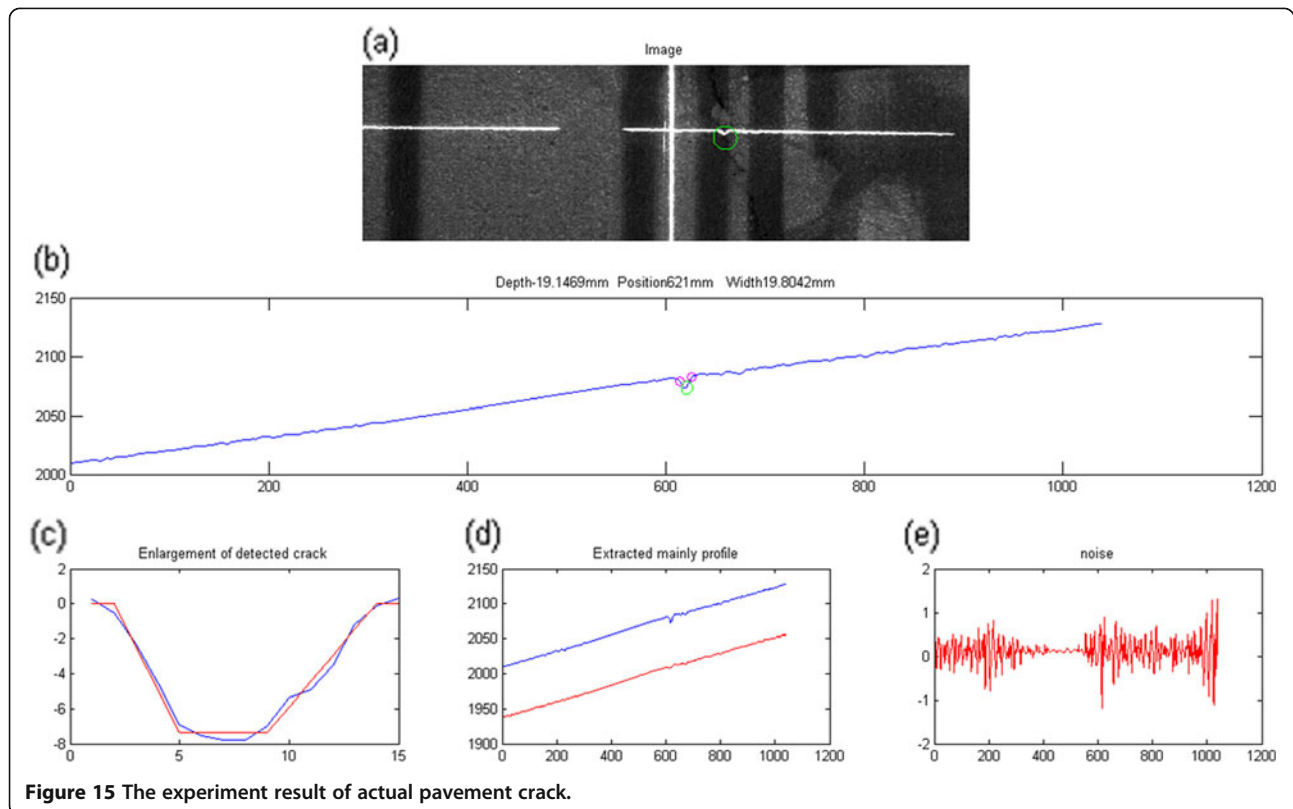 (a)
Image
(b)
Depth-19.1469mm Position621mm Width19.8042mm
2150
2100
2050
2000
0 200 400 600 800 1000 1200
(c)
Enlargement of detected crack
2
0
-2
-4
-6
-8
0 5 10 15
(d)
Extracted mainly profile
2150
2100
2050
2000
1950
1900
0 200 400 600 800 1000 1200
(e)
noise
2
1
0
-1
-2
0 200 400 600 800 1000 1200
Figure 15 The experiment result of actual pavement crack.